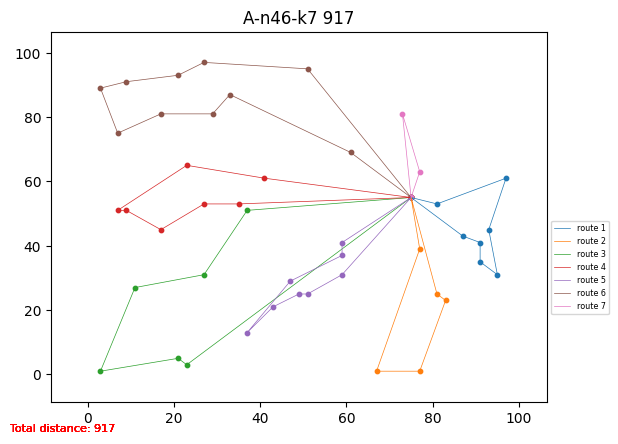 A-n46-k7 917
100
80
60
40
20
0
0 20 40 60 80 100
route 1
route 2
route 3
route 4
route 5
route 6
route 7
Total distance: 917